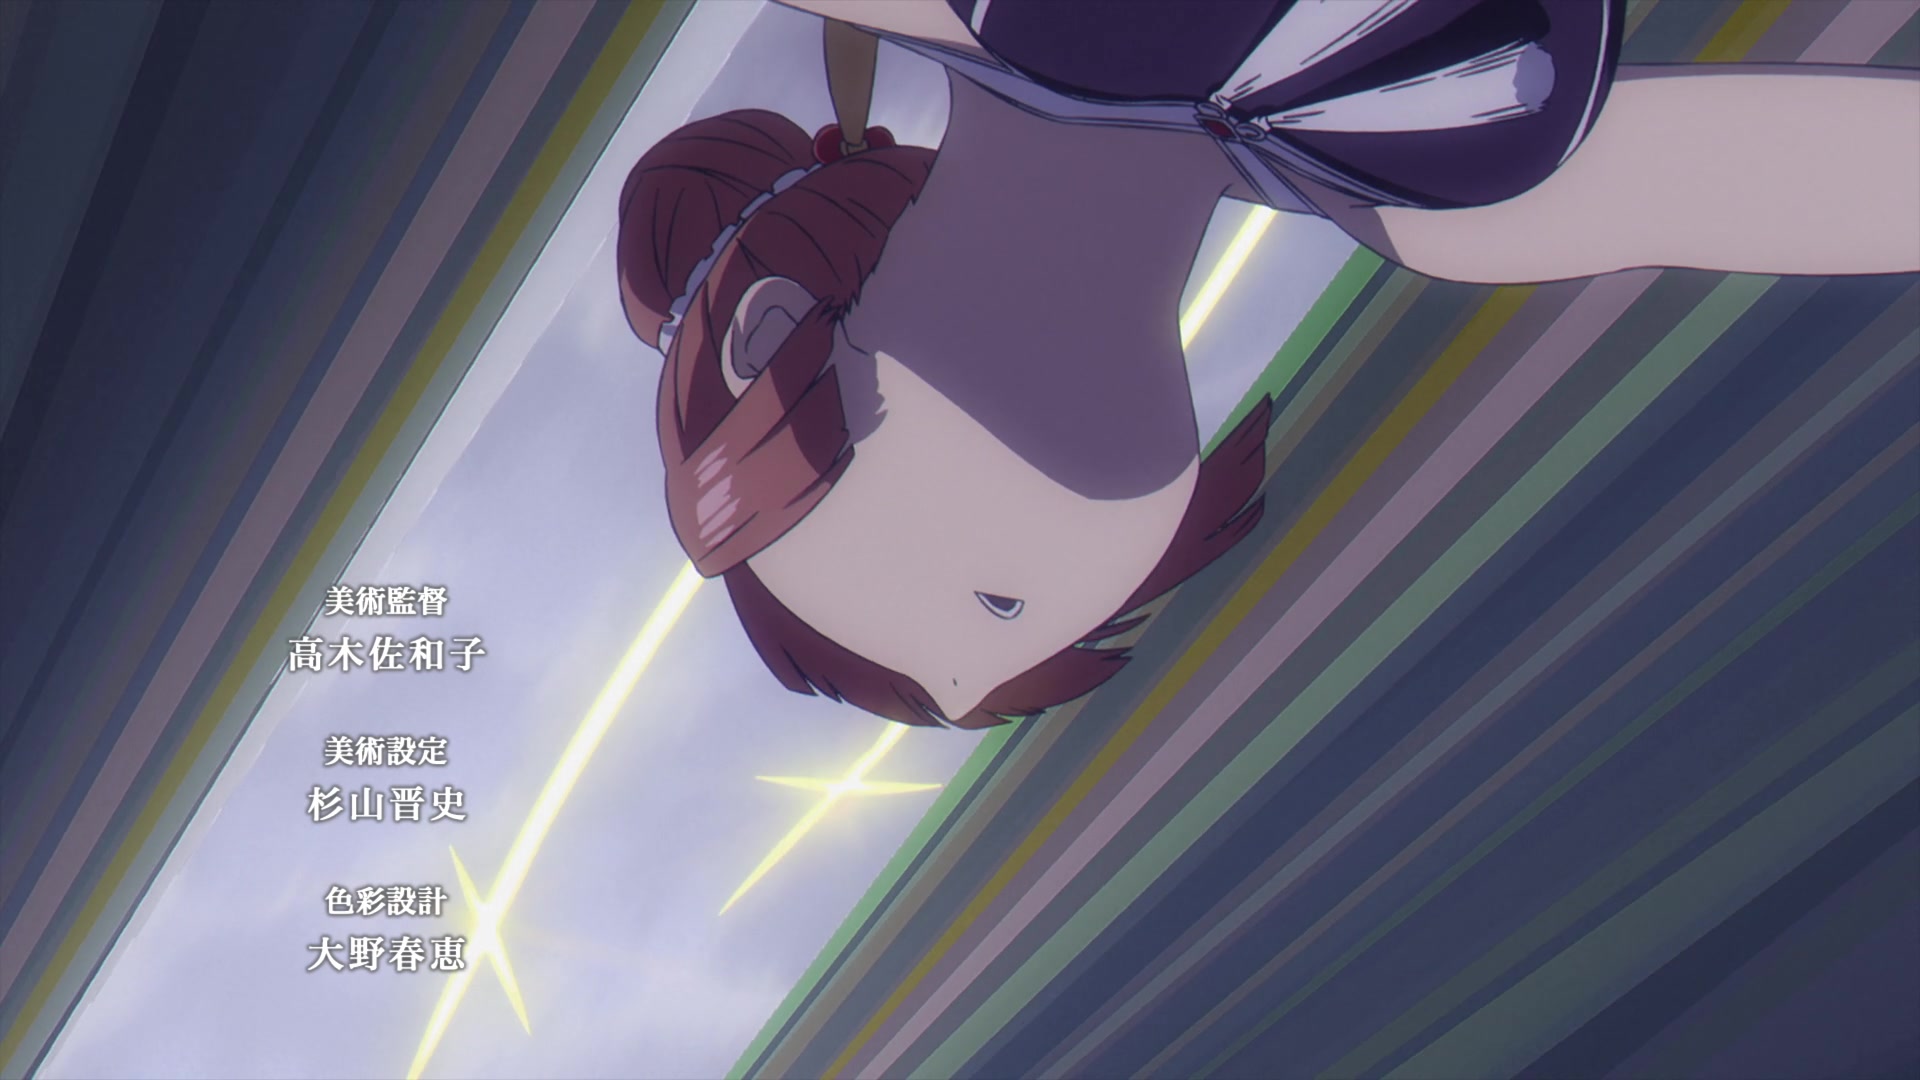 美術監督
高木佐和子
美術設定
杉山晋史
色彩設計
大野春恵